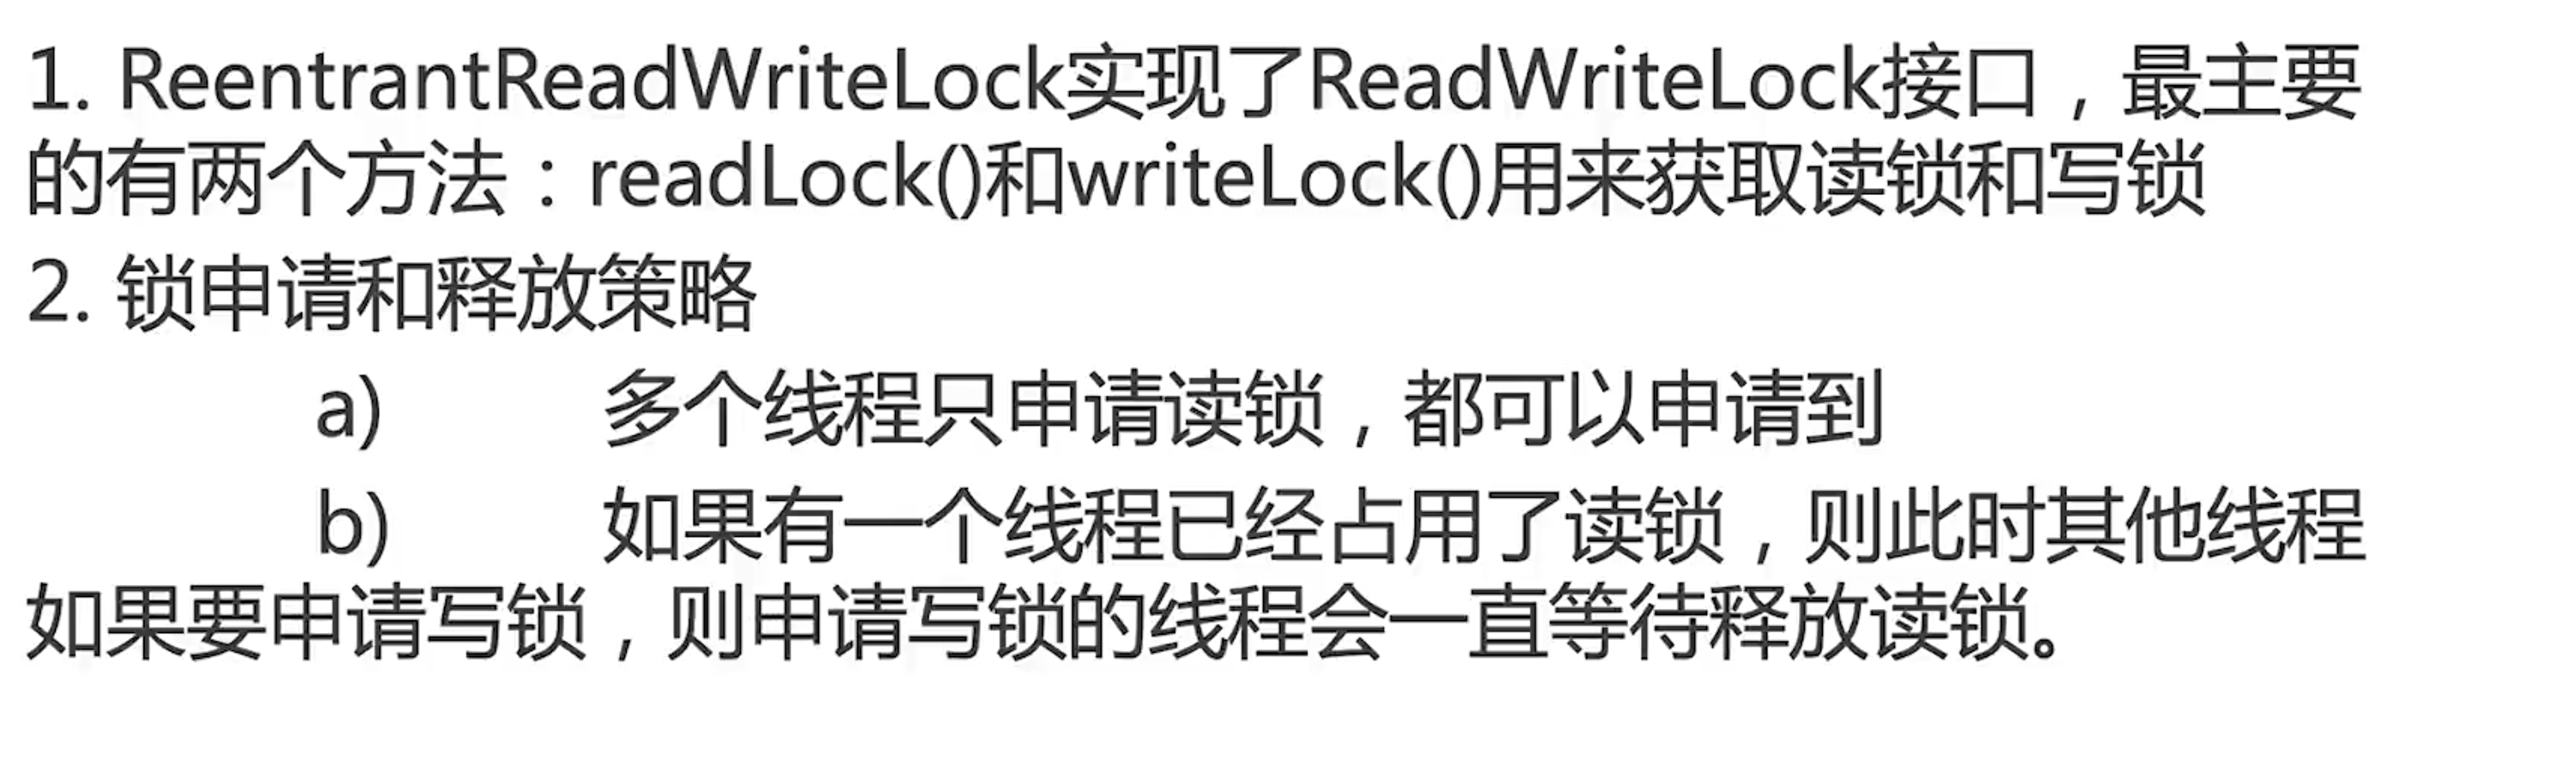 1. ReentrantReadWriteLock实现了ReadWriteLock接口，最主要
的有两个方法：readLock()和writeLock()用来获取读锁和写锁
2. 锁申请和释放策略
a) 多个线程只申请读锁，都可以申请到
b) 如果有一个线程已经占用了读锁，则此时其他线程
如果要申请写锁，则申请写锁的线程会一直等待释放读锁。